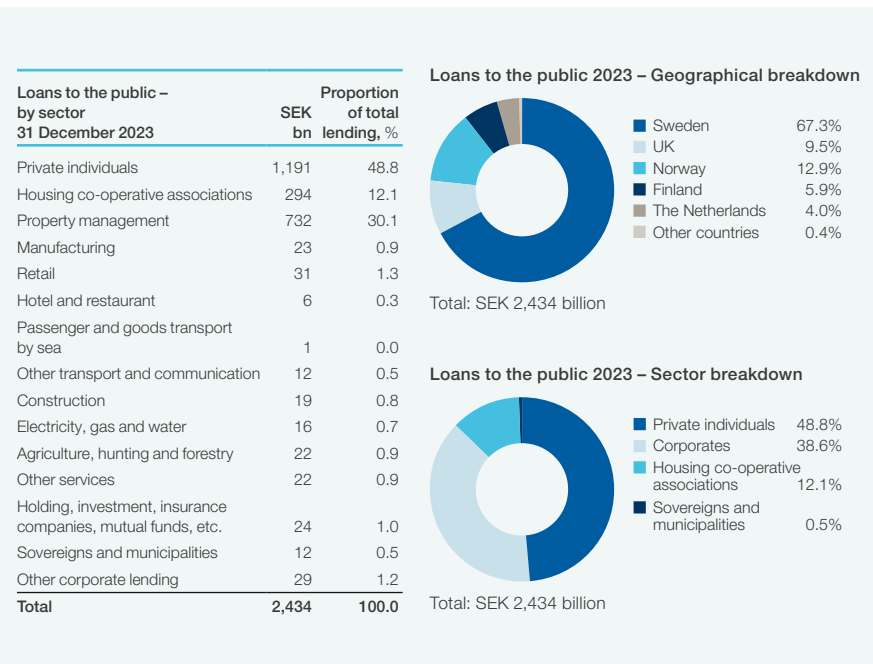 Loans to the public –
by sector
31 December 2023
SEK
bn
Proportion
of total
lending, %
Private individuals 1,191 48.8
Housing co-operative associations 294 12.1
Property management 732 30.1
Manufacturing 23 0.9
Retail 31 1.3
Hotel and restaurant 6 0.3
Passenger and goods transport
by sea 1 0.0
Other transport and communication 12 0.5
Construction 19 0.8
Electricity, gas and water 16 0.7
Agriculture, hunting and forestry 22 0.9
Other services 22 0.9
Holding, investment, insurance
companies, mutual funds, etc. 24 1.0
Sovereigns and municipalities 12 0.5
Other corporate lending 29 1.2
Total 2,434 100.0
Loans to the public 2023 – Geographical breakdown
Sweden 67.3%
UK 9.5%
Norway 12.9%
Finland 5.9%
The Netherlands 4.0%
Other countries 0.4%
Total: SEK 2,434 billion
Loans to the public 2023 – Sector breakdown
Private individuals 48.8%
Corporates 38.6%
Housing co-operative
associations 12.1%
Sovereigns and
municipalities 0.5%
Total: SEK 2,434 billion